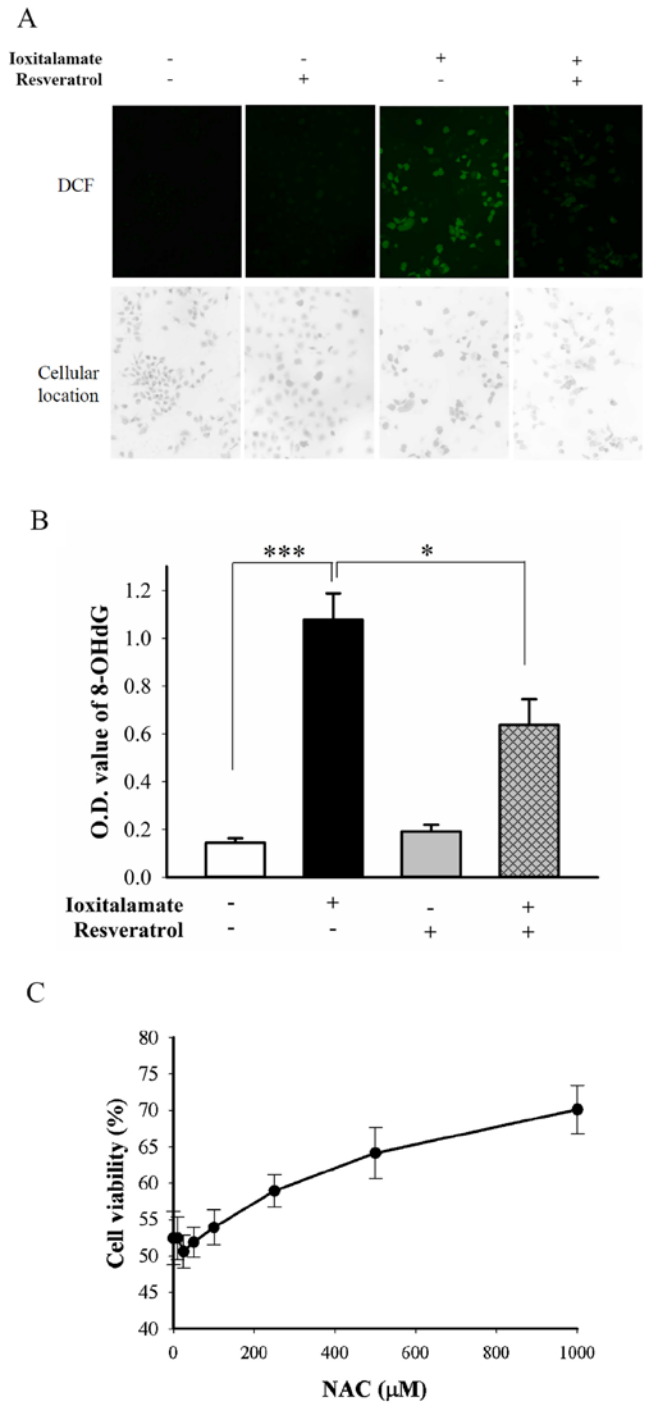 A
Ioxitalamate - - + +
Resveratrol - + - +
DCF
Cellular
location
B
*** *
O.D. value of 8-OHdG
1.2
1.0
0.8
0.6
0.4
0.2
0.0
Ioxitalamate - + - +
Resveratrol - - + +
C
Cell viability (%)
80
75
70
65
60
55
50
45
40
0 200 400 600 800 1000
NAC (μM)